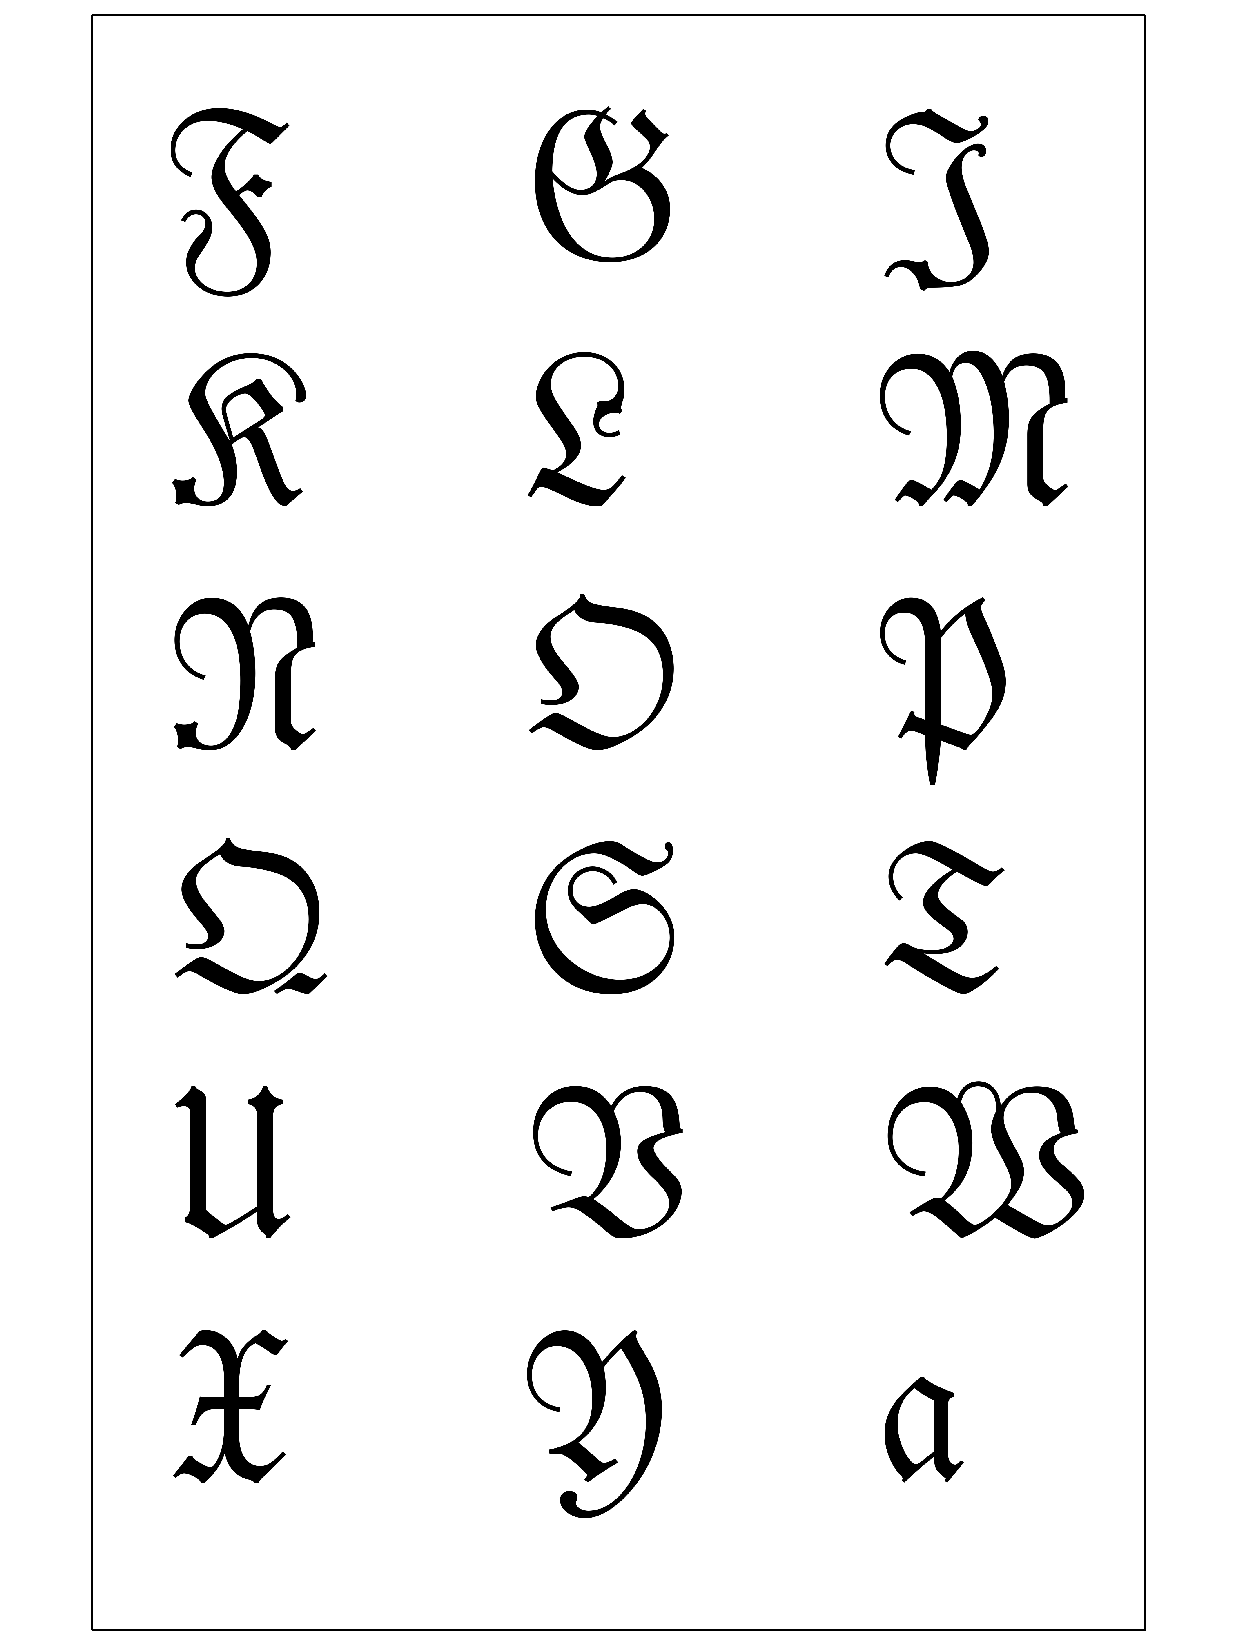 𝔉 𝔊 𝔍
𝔎 𝔏 𝔐
𝔑 𝔒 𝔓
𝔔 𝔖 𝔗
𝔘 𝔙 𝔚
𝔛 𝔜 𝔞